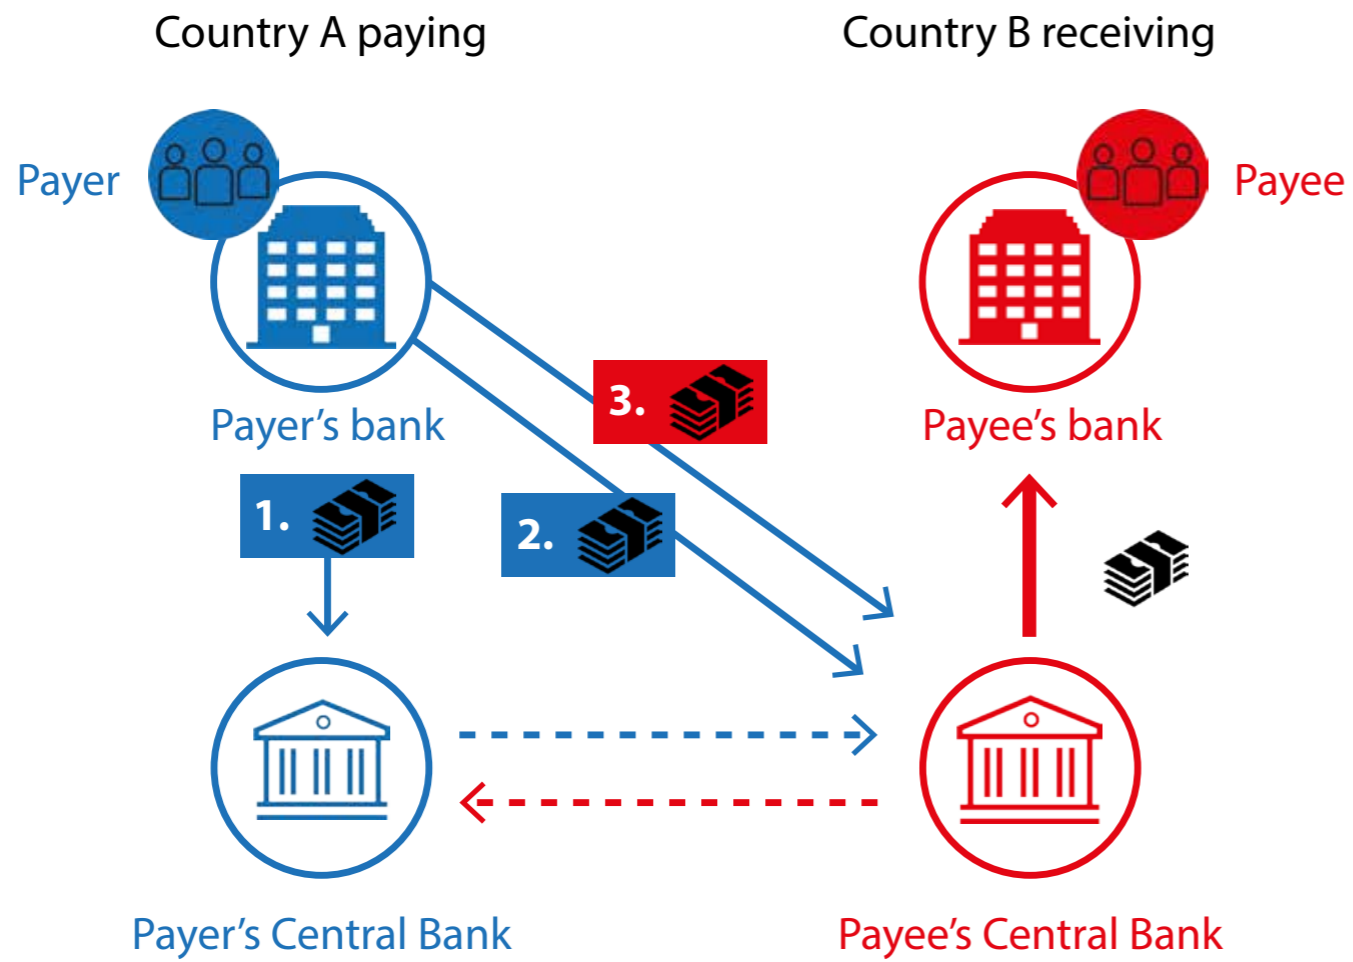 Country A paying
Country B receiving
Payer
Payee
Payer’s bank
Payee’s bank
3.
1.
2.
Payer’s Central Bank
Payee’s Central Bank